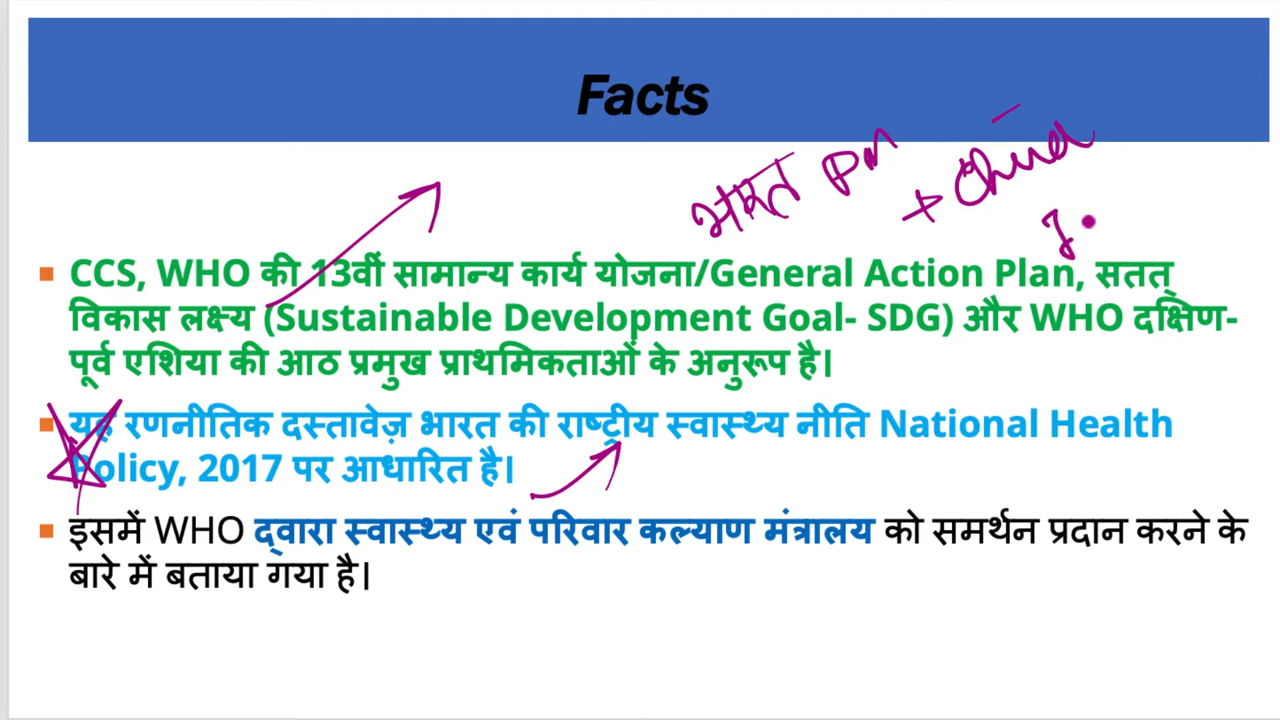 Facts
भारत PM
+ China
CCS, WHO की 13वीं सामान्य कार्य योजना/General Action Plan, सतत्
विकास लक्ष्य (Sustainable Development Goal- SDG) और WHO दक्षिण-
पूर्व एशिया की आठ प्रमुख प्राथमिकताओं के अनुरूप है।
यह रणनीतिक दस्तावेज़ भारत की राष्ट्रीय स्वास्थ्य नीति National Health
Policy, 2017 पर आधारित है।
इसमें WHO द्वारा स्वास्थ्य एवं परिवार कल्याण मंत्रालय को समर्थन प्रदान करने के
बारे में बताया गया है।